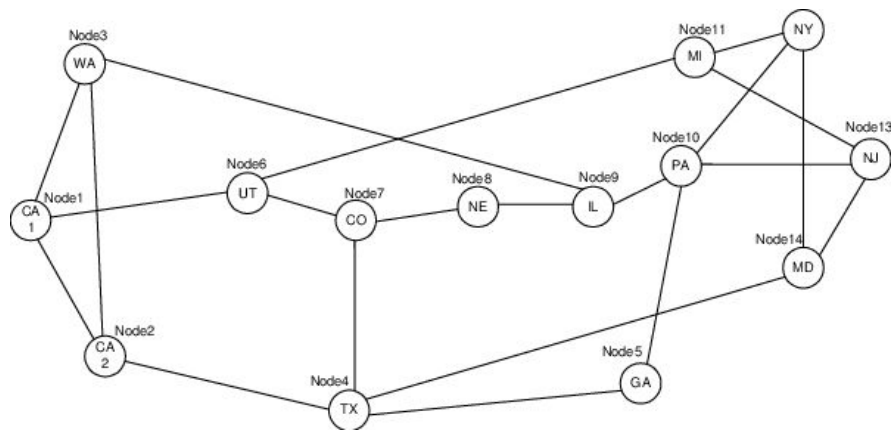 NY
Node11
Node3
MI
WA
Node13
Node10
NJ
Node6
Node8
Node9
PA
UT
Node7
Node1
NE
IL
CA
1
CO
Node14
MD
Node2
CA
2
Node5
Node4
GA
TX